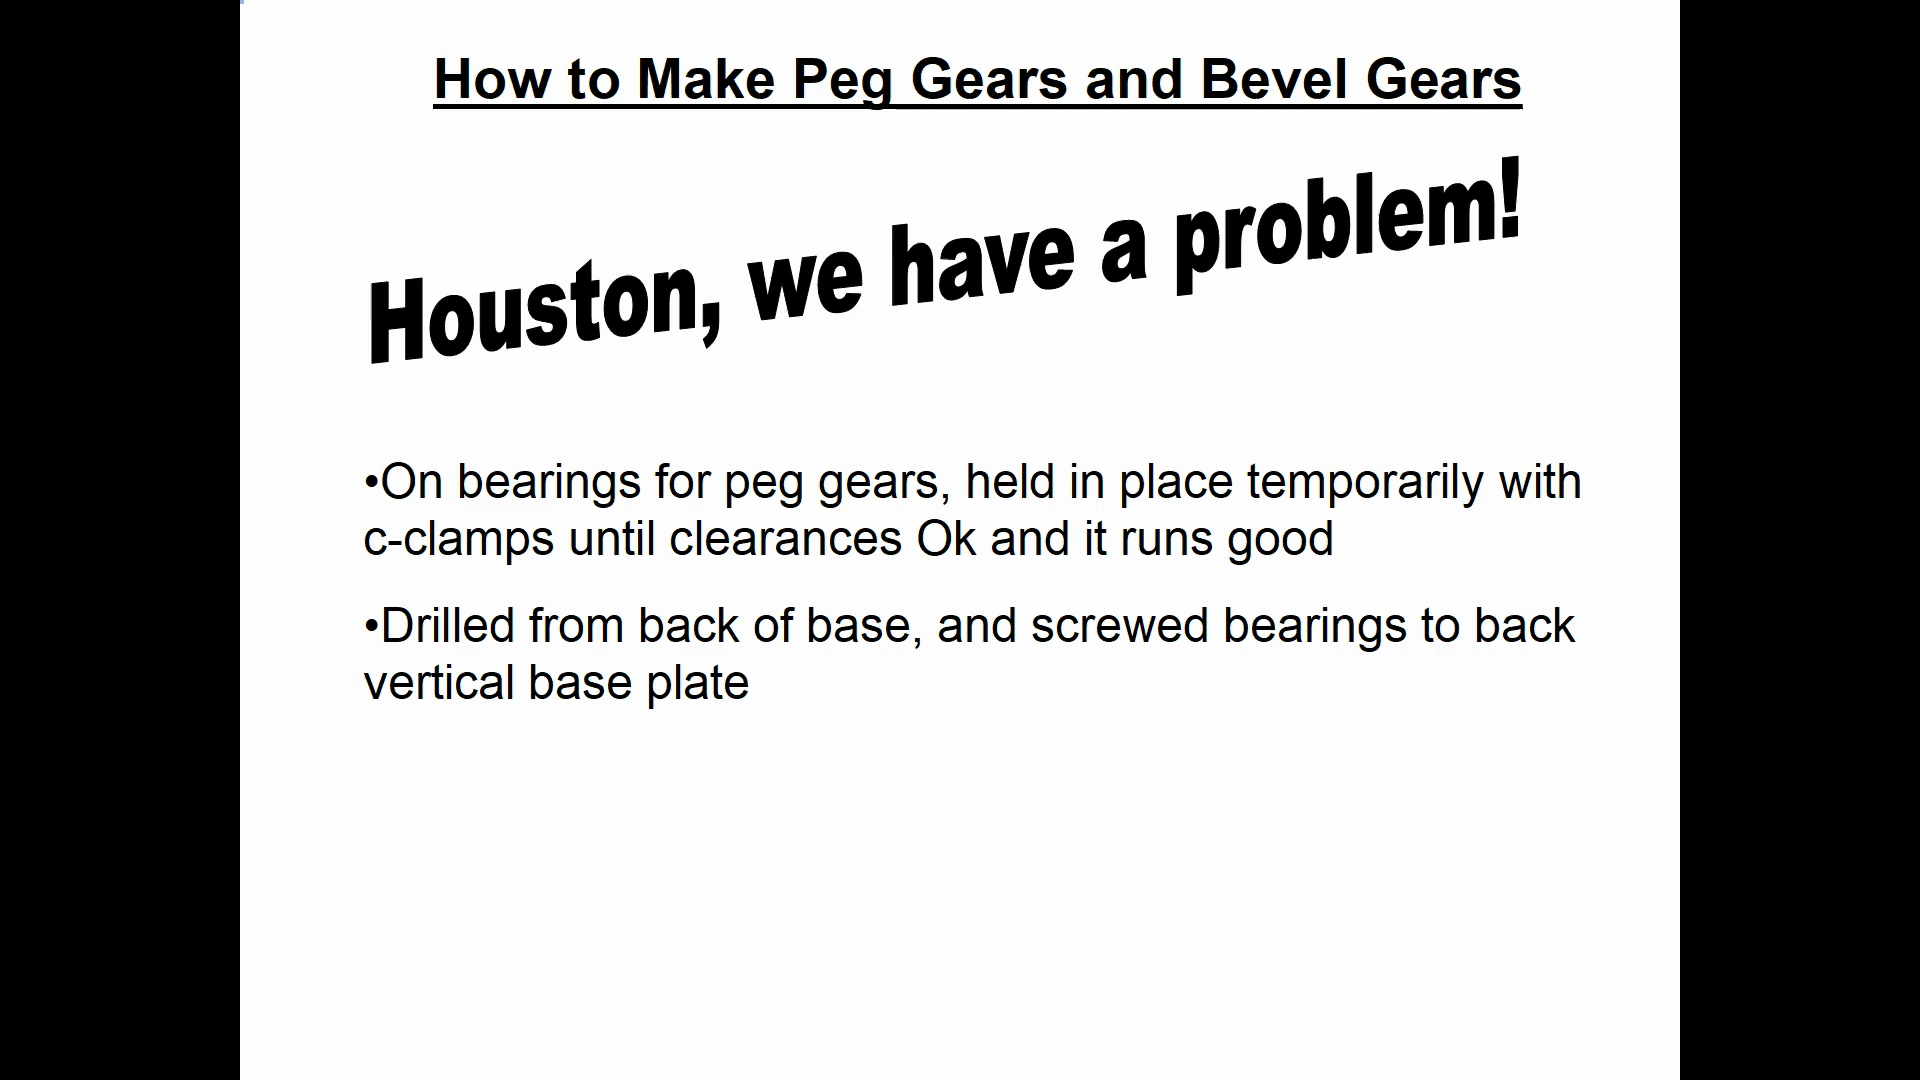 How to Make Peg Gears and Bevel Gears
Houston, we have a problem!
•On bearings for peg gears, held in place temporarily with
c-clamps until clearances Ok and it runs good
•Drilled from back of base, and screwed bearings to back
vertical base plate